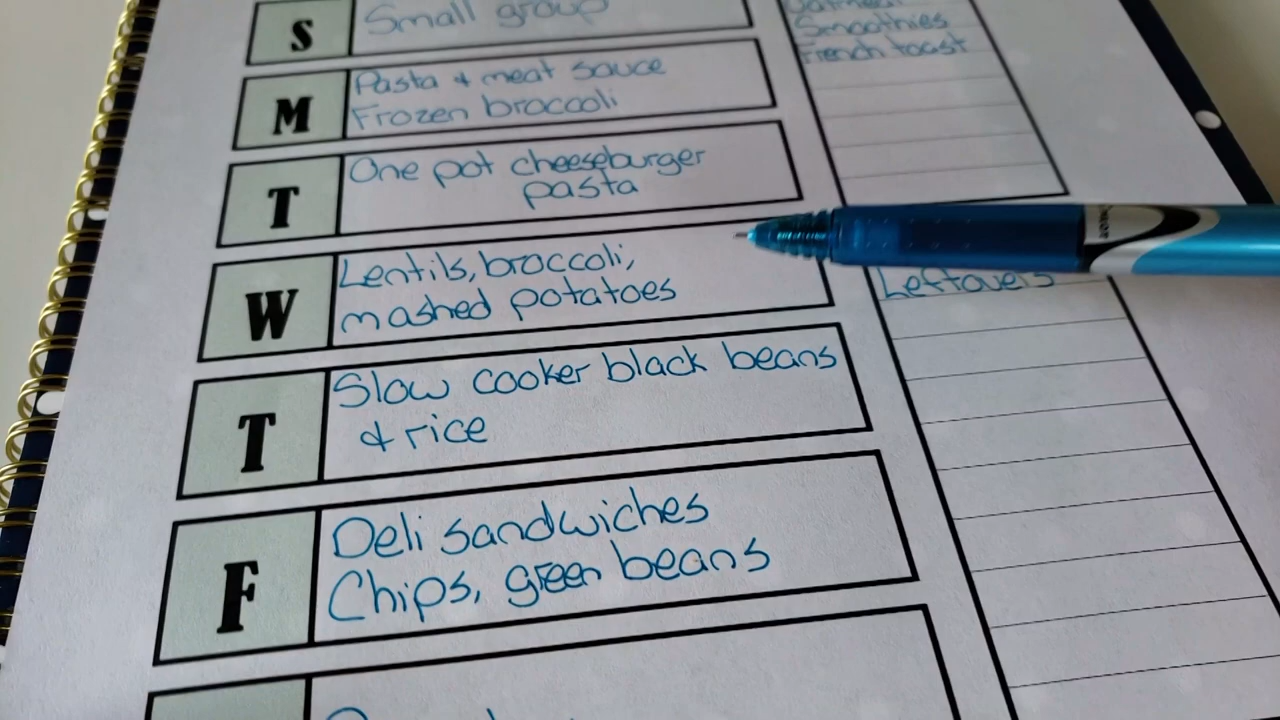 S
Small group
M
Pasta & meat sauce
Frozen broccoli
T
One pot cheeseburger
pasta
W
Lentils, broccoli,
mashed potatoes
T
Slow cooker black beans
& rice
F
Deli sandwiches
Chips, green beans
Oatmeal
Smoothies
French toast
Leftovers